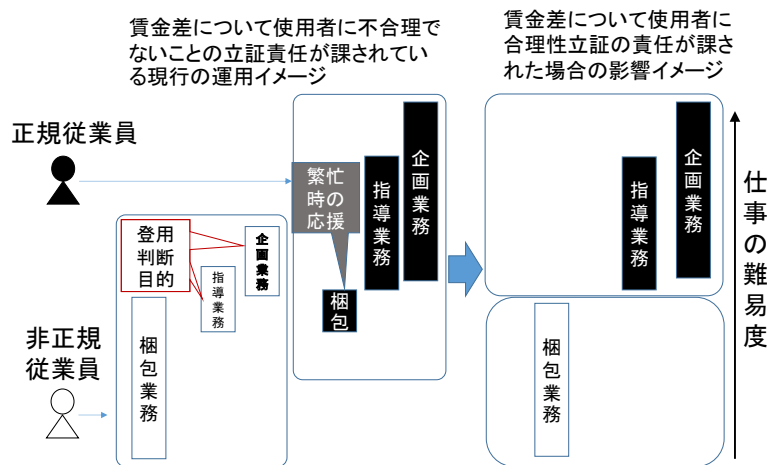 賃金差について使用者に不合理で
ないことの立証責任が課されてい
る現行の運用イメージ
賃金差について使用者に
合理性立証の責任が課さ
れた場合の影響イメージ
正規従業員
繁忙
時の
応援
梱包
指導業務
企画業務
登用
判断
目的
企画業務
指導業務
梱包業務
非正規
従業員
企画業務
指導業務
梱包業務
仕事の難易度